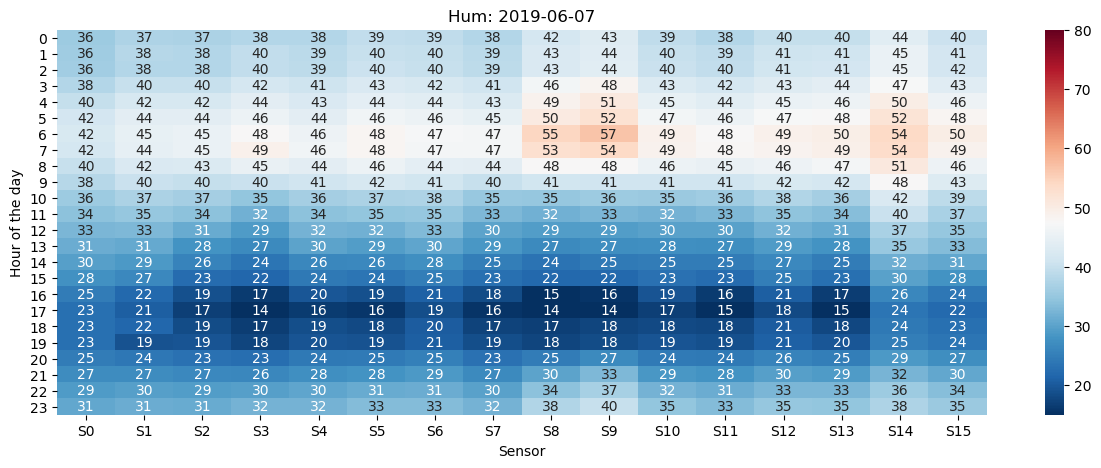 Hum: 2019-06-07
0 36 37 37 38 38 39 39 38 42 43 39 38 40 40 44 40
1 36 38 38 40 39 40 40 39 43 44 40 39 41 41 45 41
2 36 38 38 40 39 40 40 39 43 44 40 40 41 41 45 42
3 38 40 40 42 41 43 42 41 46 48 43 42 43 44 47 43
4 40 42 42 44 43 44 44 43 49 51 45 44 45 46 50 46
5 42 44 44 46 44 46 46 45 50 52 47 46 47 48 52 48
6 42 45 45 48 46 48 47 47 55 57 49 48 49 50 54 50
7 42 44 45 49 46 48 47 47 53 54 49 48 49 49 54 49
8 40 42 43 45 44 46 45 44 48 48 46 45 46 47 51 46
9 38 40 40 40 41 42 41 40 41 41 41 41 42 42 48 43
10 36 37 37 35 36 37 38 35 35 36 35 36 38 36 42 39
11 34 35 34 32 34 35 35 33 32 33 32 33 35 34 40 37
12 33 33 31 29 32 32 33 30 29 29 30 30 32 31 37 35
13 31 31 28 27 30 29 30 29 27 27 28 27 29 28 35 33
14 30 29 26 24 26 26 28 25 24 25 25 25 27 25 32 31
15 28 27 23 22 24 24 25 23 22 22 23 23 25 23 30 28
16 25 22 19 17 20 19 21 18 15 16 19 16 21 17 26 24
17 23 21 17 14 16 16 19 16 14 14 17 15 18 15 24 22
18 23 22 19 17 19 18 20 17 17 18 18 18 21 18 24 23
19 23 19 19 18 20 19 21 19 18 18 19 19 21 20 25 24
20 25 24 23 23 24 25 25 23 25 27 24 24 26 25 29 27
21 27 27 27 26 28 28 29 27 30 33 29 28 30 29 32 30
22 29 30 29 30 30 31 31 30 34 37 32 31 33 33 36 34
23 31 31 31 32 32 33 33 32 38 40 35 33 35 35 38 35
S0 S1 S2 S3 S4 S5 S6 S7 S8 S9 S10 S11 S12 S13 S14 S15
Sensor
Hour of the day
80
70
60
50
40
30
20